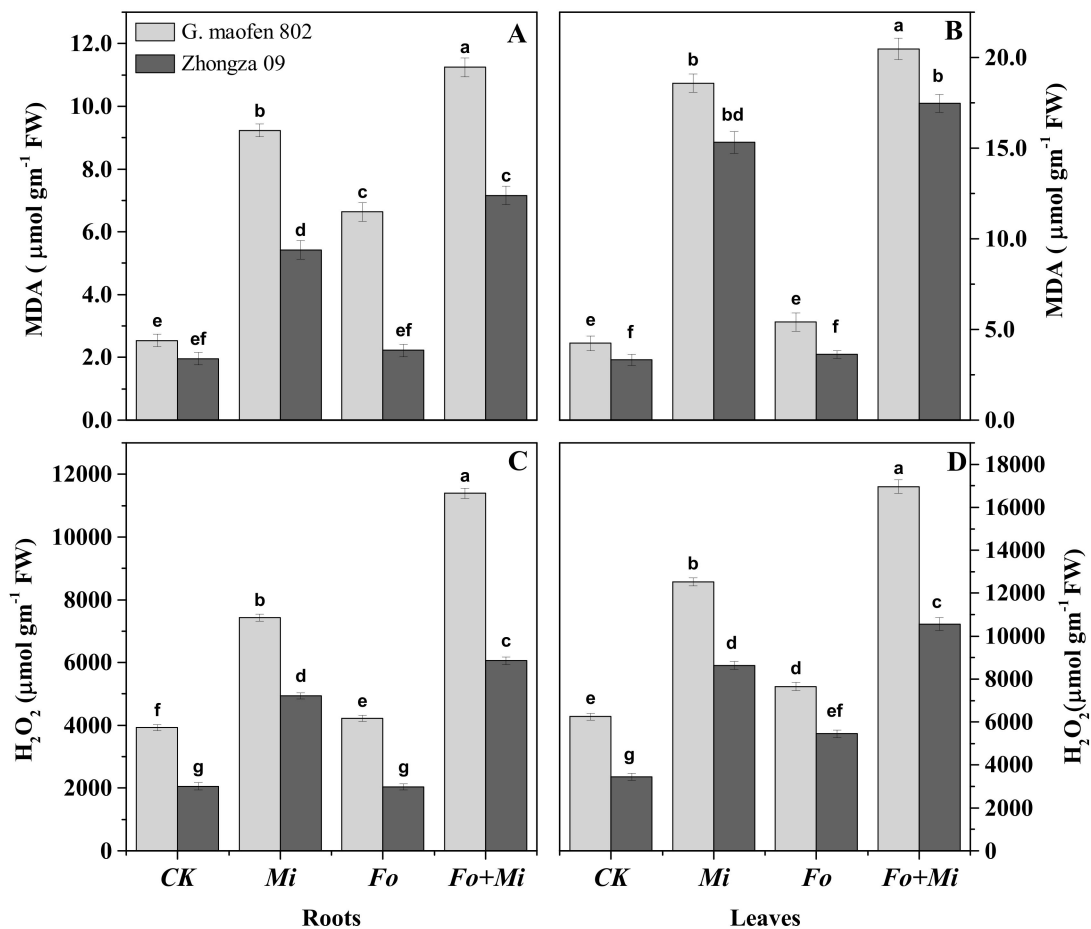 G. maofen 802
Zhongza 09
A
MDA ( µmol gm⁻¹ FW)
12.0
10.0
8.0
6.0
4.0
2.0
0.0
e
ef
b
d
c
ef
a
c
B
MDA ( µmol gm⁻¹ FW)
20.0
15.0
10.0
5.0
0.0
e
f
b
bd
e
f
a
b
C
H₂O₂ (µmol gm⁻¹ FW)
12000
10000
8000
6000
4000
2000
0
f
g
b
d
e
g
a
c
CK Mi Fo Fo+Mi
Roots
D
H₂O₂(µmol gm⁻¹ FW)
18000
16000
14000
12000
10000
8000
6000
4000
2000
0
e
g
b
d
d
ef
a
c
CK Mi Fo Fo+Mi
Leaves